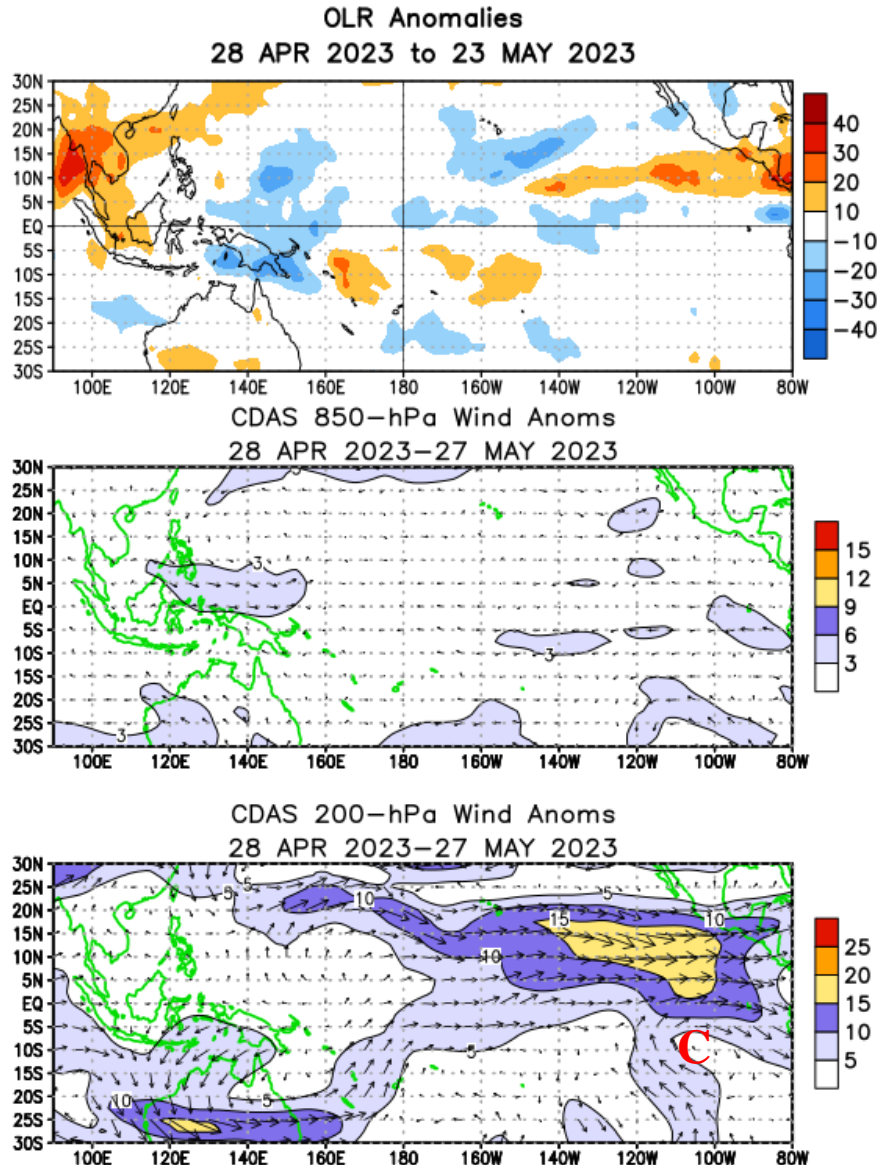 OLR Anomalies
28 APR 2023 to 23 MAY 2023
30N
25N
20N
15N
10N
5N
EQ
5S
10S
15S
20S
25S
30S
100E 120E 140E 160E 180 160W 140W 120W 100W 80W
40
30
20
10
-10
-20
-30
-40
CDAS 850-hPa Wind Anoms
28 APR 2023-27 MAY 2023
30N
25N
20N
15N
10N
5N
EQ
5S
10S
15S
20S
25S
30S
3
3
3
100E 120E 140E 160E 180 160W 140W 120W 100W 80W
15
12
9
6
3
CDAS 200-hPa Wind Anoms
28 APR 2023-27 MAY 2023
30N
25N
20N
15N
10N
5N
EQ
5S
10S
15S
20S
25S
30S
5 5 5
10 15 10
10
5
C
10 5
100E 120E 140E 160E 180 160W 140W 120W 100W 80W
25
20
15
10
5